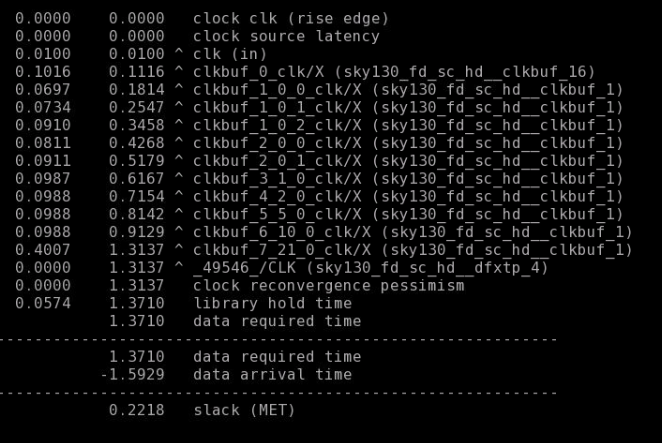 0.0000    0.0000   clock clk (rise edge)
0.0000    0.0000   clock source latency
0.0100    0.0100 ^ clk (in)
0.1016    0.1116 ^ clkbuf_0_clk/X (sky130_fd_sc_hd__clkbuf_16)
0.0697    0.1814 ^ clkbuf_1_0_0_clk/X (sky130_fd_sc_hd__clkbuf_1)
0.0734    0.2547 ^ clkbuf_1_0_1_clk/X (sky130_fd_sc_hd__clkbuf_1)
0.0910    0.3458 ^ clkbuf_1_0_2_clk/X (sky130_fd_sc_hd__clkbuf_1)
0.0811    0.4268 ^ clkbuf_2_0_0_clk/X (sky130_fd_sc_hd__clkbuf_1)
0.0911    0.5179 ^ clkbuf_2_0_1_clk/X (sky130_fd_sc_hd__clkbuf_1)
0.0987    0.6167 ^ clkbuf_3_1_0_clk/X (sky130_fd_sc_hd__clkbuf_1)
0.0988    0.7154 ^ clkbuf_4_2_0_clk/X (sky130_fd_sc_hd__clkbuf_1)
0.0988    0.8142 ^ clkbuf_5_5_0_clk/X (sky130_fd_sc_hd__clkbuf_1)
0.0988    0.9129 ^ clkbuf_6_10_0_clk/X (sky130_fd_sc_hd__clkbuf_1)
0.4007    1.3137 ^ clkbuf_7_21_0_clk/X (sky130_fd_sc_hd__clkbuf_1)
0.0000    1.3137 ^ _49546_/CLK (sky130_fd_sc_hd__dfxtp_4)
0.0000    1.3137   clock reconvergence pessimism
0.0574    1.3710   library hold time
          1.3710   data required time
--------------------------------------------------------------
          1.3710   data required time
         -1.5929   data arrival time
--------------------------------------------------------------
          0.2218   slack (MET)